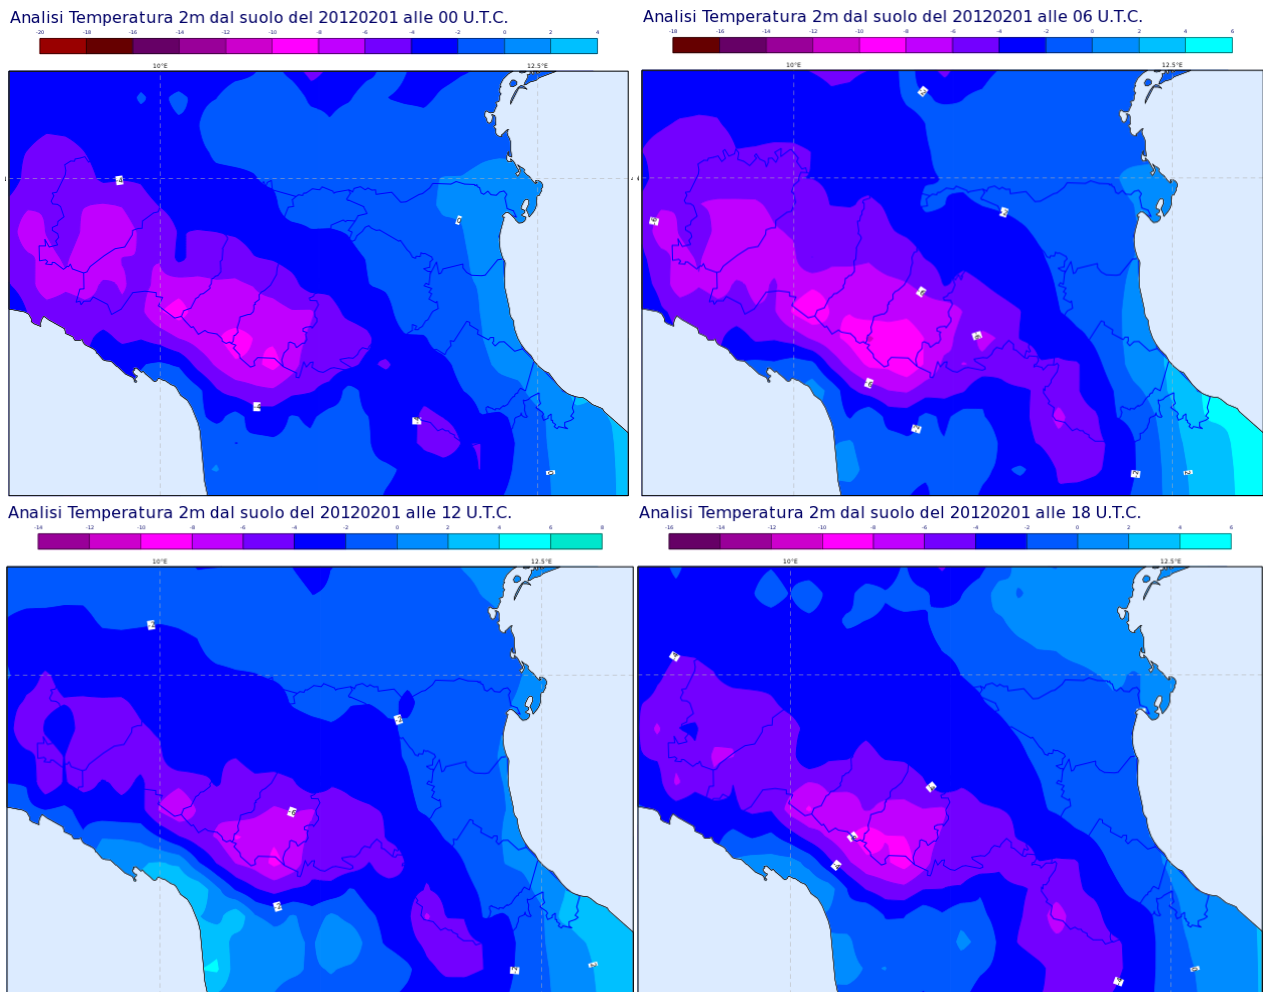 Analisi Temperatura 2m dal suolo del 20120201 alle 00 U.T.C.
-20 -18 -16 -14 -12 -10 -8 -6 -4 -2 0 2 4
10°E 12.5°E
Analisi Temperatura 2m dal suolo del 20120201 alle 06 U.T.C.
-18 -16 -14 -12 -10 -8 -6 -4 -2 0 2 4 6
10°E 12.5°E
Analisi Temperatura 2m dal suolo del 20120201 alle 12 U.T.C.
-14 -12 -10 -8 -6 -4 -2 0 2 4 6 8
10°E 12.5°E
Analisi Temperatura 2m dal suolo del 20120201 alle 18 U.T.C.
-16 -14 -12 -10 -8 -6 -4 -2 0 2 4 6
10°E 12.5°E